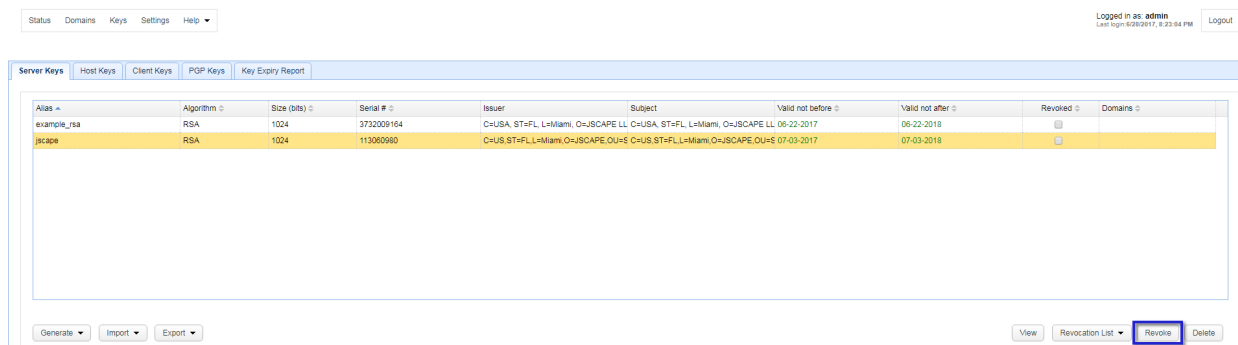 Status Domains Keys Settings Help
Logged in as: admin
Last login:6/28/2017, 8:23:04 PM
Logout
Server Keys Host Keys Client Keys PGP Keys Key Expiry Report
Alias Algorithm Size (bits) Serial # Issuer Subject Valid not before Valid not after Revoked Domains
example_rsa RSA 1024 3732009164 C=USA, ST=FL, L=Miami, O=JSCAPE LL C=USA, ST=FL, L=Miami, O=JSCAPE LL 06-22-2017 06-22-2018
jscape RSA 1024 113060980 C=US,ST=FL,L=Miami,O=JSCAPE,OU=S C=US,ST=FL,L=Miami,O=JSCAPE,OU=S 07-03-2017 07-03-2018
Generate Import Export View Revocation List Revoke Delete